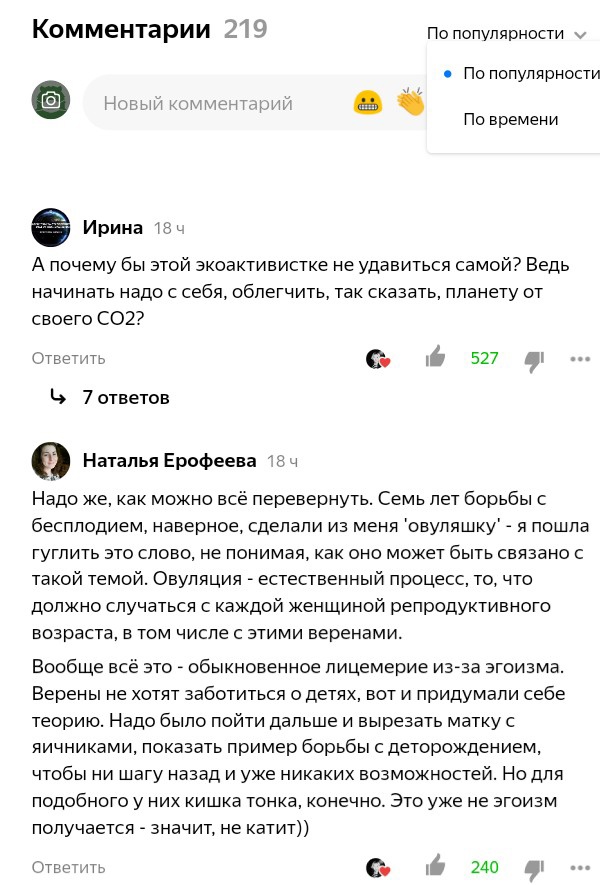 Комментарии 219
По популярности
По популярности
По времени
Новый комментарий
Ирина 18 ч
А почему бы этой экоактивистке не удавиться самой? Ведь
начинать надо с себя, облегчить, так сказать, планету от
своего СО2?
Ответить
527
7 ответов
Наталья Ерофеева 18 ч
Надо же, как можно всё перевернуть. Семь лет борьбы с
бесплодием, наверное, сделали из меня 'овуляшку' - я пошла
гуглить это слово, не понимая, как оно может быть связано с
такой темой. Овуляция - естественный процесс, то, что
должно случаться с каждой женщиной репродуктивного
возраста, в том числе с этими веренами.
Вообще всё это - обыкновенное лицемерие из-за эгоизма.
Верены не хотят заботиться о детях, вот и придумали себе
теорию. Надо было пойти дальше и вырезать матку с
яичниками, показать пример борьбы с деторождением,
чтобы ни шагу назад и уже никаких возможностей. Но для
подобного у них кишка тонка, конечно. Это уже не эгоизм
получается - значит, не катит))
Ответить
240